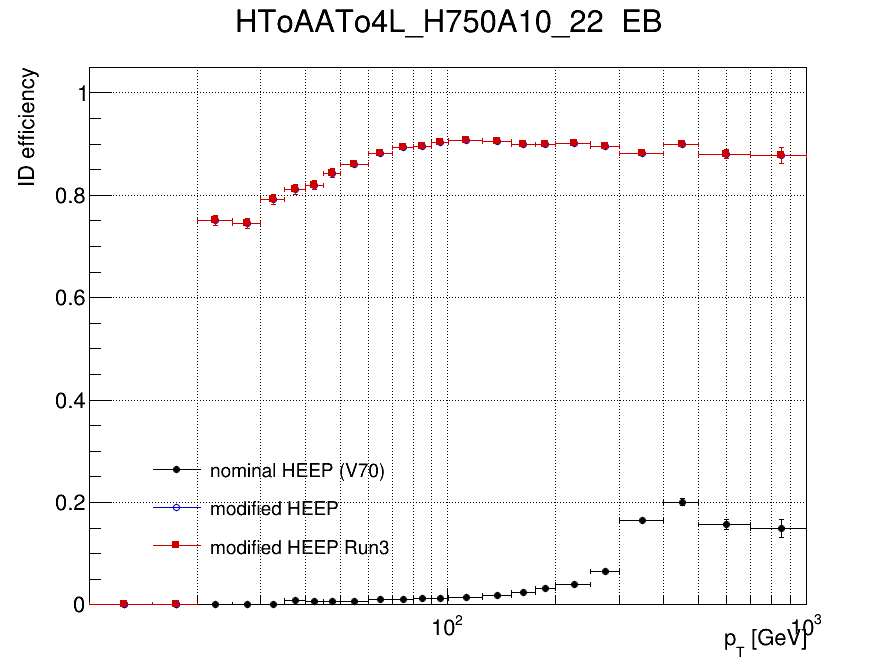 HToAATo4L_H750A10_22 EB
ID efficiency
1
0.8
0.6
0.4
0.2
0
nominal HEEP (V70)
modified HEEP
modified HEEP Run3
10²
10³
p_T [GeV]